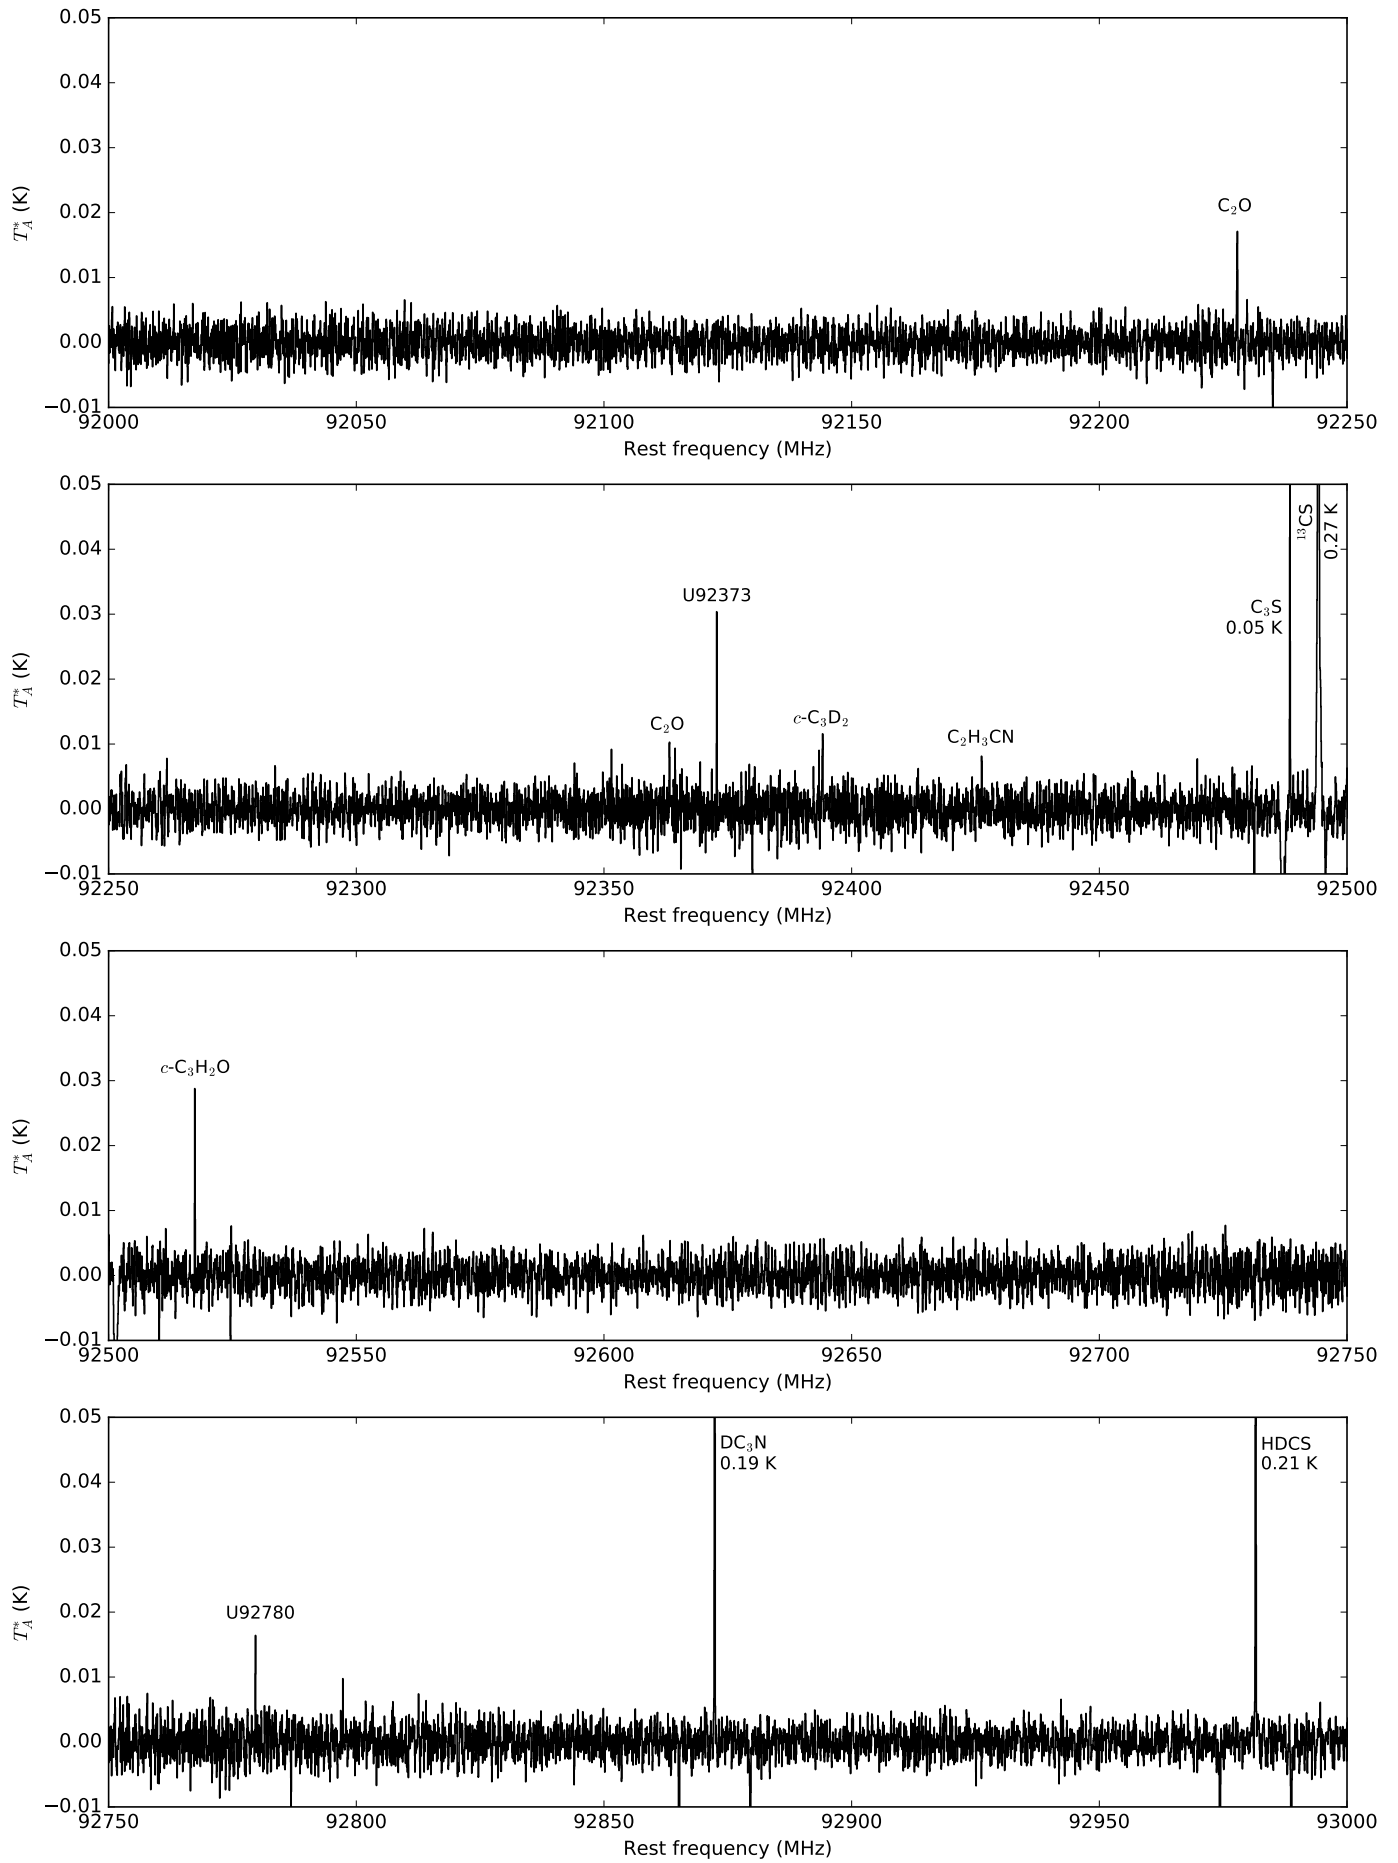 0.05
0.04
0.03
0.02
0.01
0.00
−0.01
T*A (K)
C2O
92000 92050 92100 92150 92200 92250
Rest frequency (MHz)
0.05
0.04
0.03
0.02
0.01
0.00
−0.01
T*A (K)
C2O
U92373
c-C3D2
C2H3CN
C3S
0.05 K
13CS
0.27 K
92250 92300 92350 92400 92450 92500
Rest frequency (MHz)
0.05
0.04
0.03
0.02
0.01
0.00
−0.01
T*A (K)
c-C3H2O
92500 92550 92600 92650 92700 92750
Rest frequency (MHz)
0.05
0.04
0.03
0.02
0.01
0.00
−0.01
T*A (K)
U92780
DC3N
0.19 K
HDCS
0.21 K
92750 92800 92850 92900 92950 93000
Rest frequency (MHz)